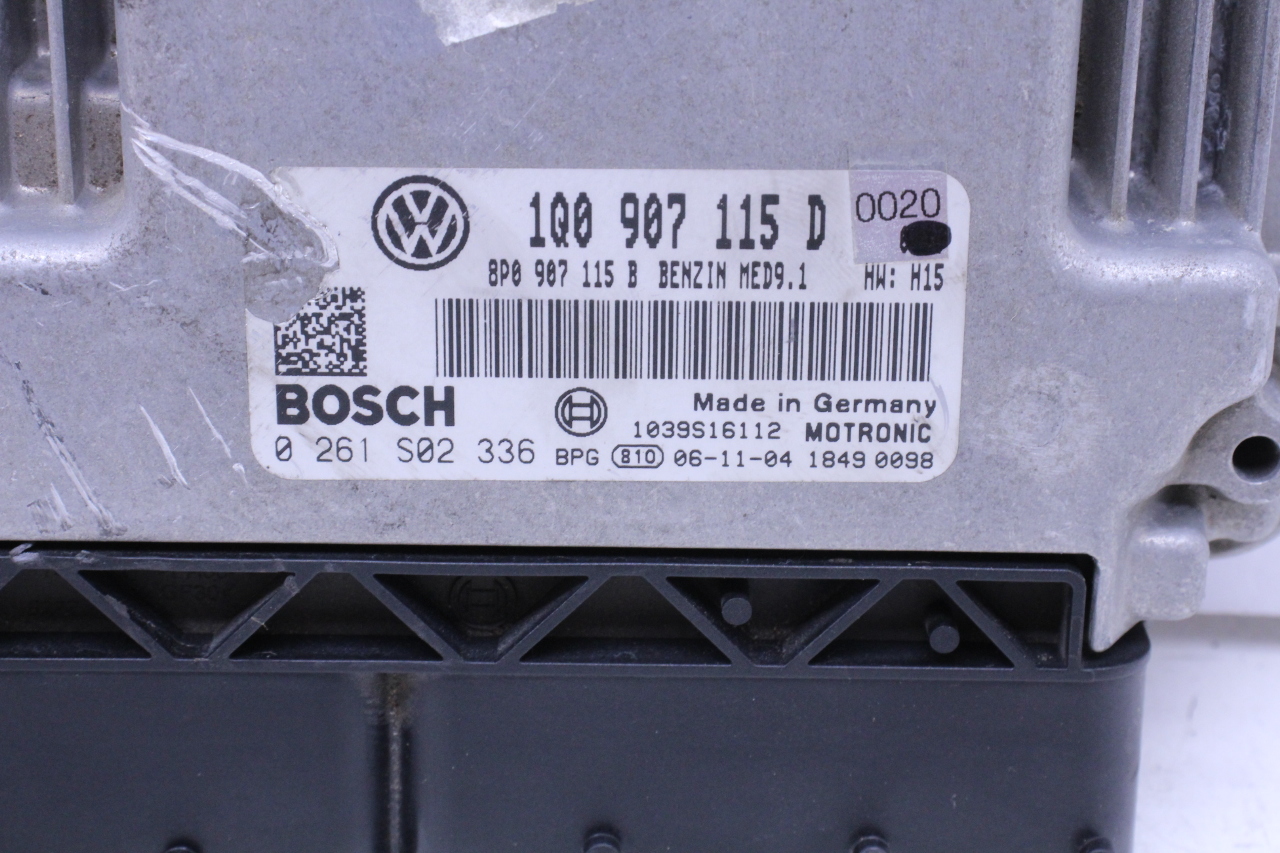 1Q0 907 115 D 0020
8P0 907 115 B BENZIN MED9.1 HW: H15
BOSCH
Made in Germany
1039S16112 MOTRONIC
0 261 S02 336 BPG 810 06-11-04 1849 0098